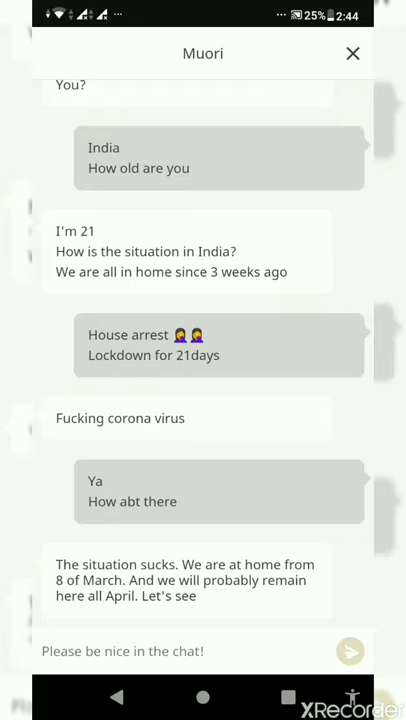 25% 2:44
Muori
You?
India
How old are you
I'm 21
How is the situation in India?
We are all in home since 3 weeks ago
House arrest 🤦‍♀️🤦‍♀️
Lockdown for 21days
Fucking corona virus
Ya
How abt there
The situation sucks. We are at home from
8 of March. And we will probably remain
here all April. Let's see
Please be nice in the chat!
XRecorder